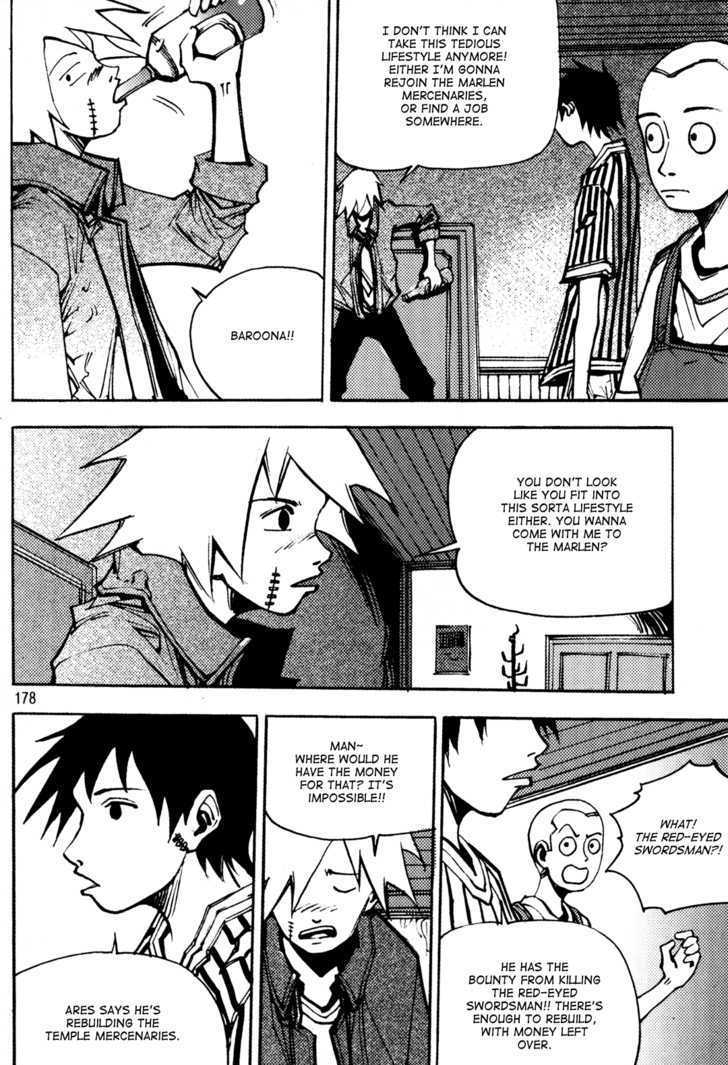 I DON'T THINK I CAN
TAKE THIS TEDIOUS
LIFESTYLE ANYMORE!
EITHER I'M GONNA
REJOIN THE MARLEN
MERCENARIES,
OR FIND A JOB
SOMEWHERE.
BAROONA!!
YOU DON'T LOOK
LIKE YOU FIT INTO
THIS SORTA LIFESTYLE
EITHER. YOU WANNA
COME WITH ME TO
THE MARLEN?
178
ARES SAYS HE'S
REBUILDING THE
TEMPLE MERCENARIES.
MAN~
WHERE WOULD HE
HAVE THE MONEY
FOR THAT? IT'S
IMPOSSIBLE!!
WHAT!
THE RED-EYED
SWORDSMAN?!
HE HAS THE
BOUNTY FROM KILLING
THE RED-EYED
SWORDSMAN!! THERE'S
ENOUGH TO REBUILD,
WITH MONEY LEFT
OVER.